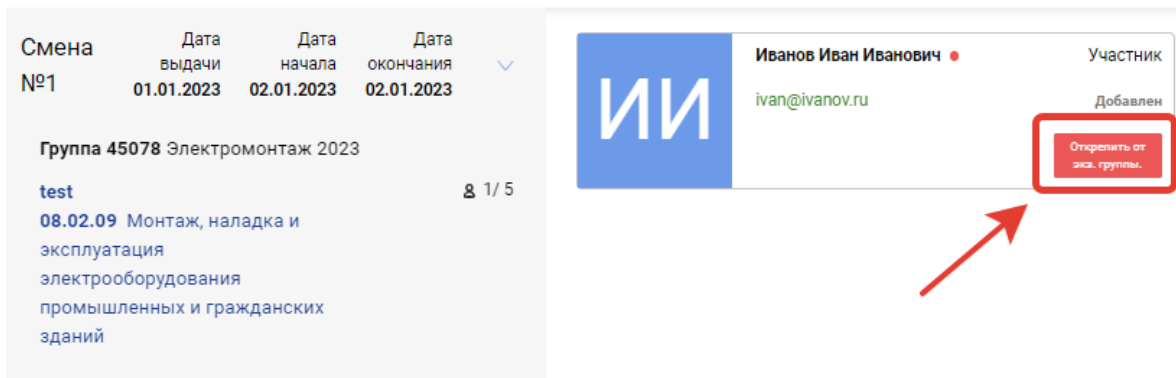 Смена
№1
Дата
выдачи
01.01.2023
Дата
начала
02.01.2023
Дата
окончания
02.01.2023
Группа 45078 Электромонтаж 2023
test
1/ 5
08.02.09 Монтаж, наладка и
эксплуатация
электрооборудования
промышленных и гражданских
зданий
ИИ
Иванов Иван Иванович
Участник
ivan@ivanov.ru
Добавлен
Открепить от
экз. группы.